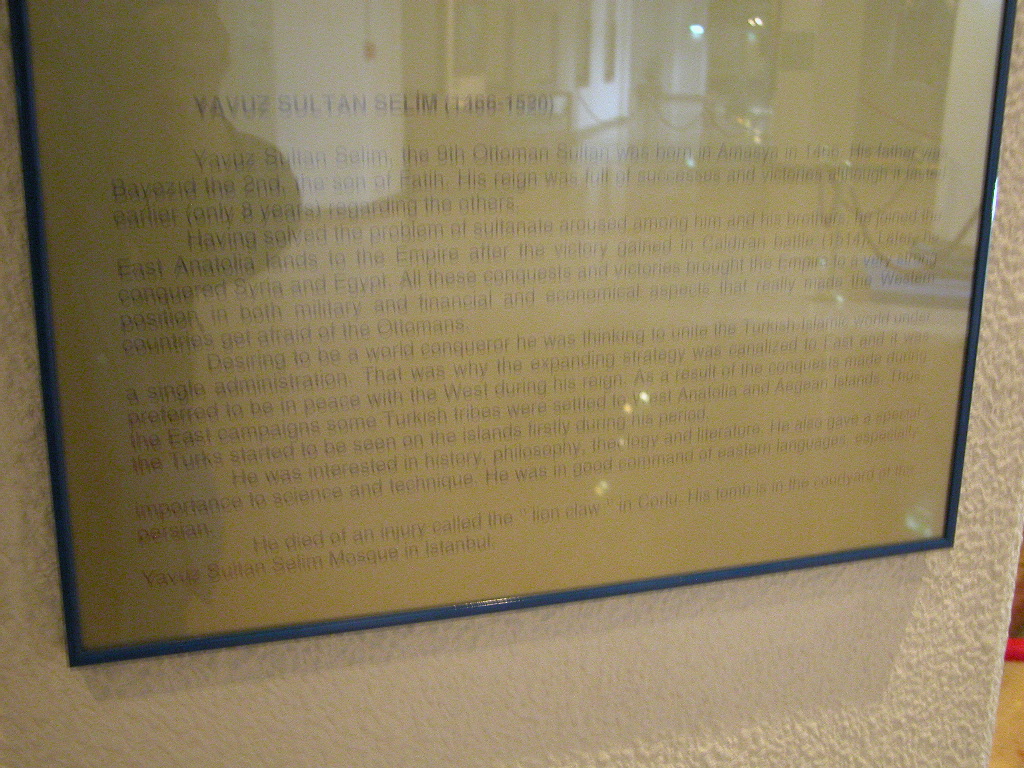 YAVUZ SULTAN SELİM (1466-1520)
Yavuz Sultan Selim, the 9th Ottoman Sultan was born in Amasya in His father was
Bayezid the 2nd, the son of Fatih. His reign was full of successes and victories although it lasted
earlier (only 8 years) regarding the others.
Having solved the problem of sultanate aroused among him and his brothers, he joined the
East Anatolia lands to the Empire after the victory gained in Caldiran battle (1514). Lately he
conquered Syria and Egypt. All these conquests and victories brought the Empire to a very strong
position in both military and financial and economical aspects that really made the Western
countries get afraid of the Ottomans.
Desiring to be a world conqueror he was thinking to unite the Turkish-Islamic world under
a single administration. That was why the expanding strategy was canalized to East and it was
preferred to be in peace with the West during his reign. As a result of the conquests made during
the East campaigns some Turkish tribes were settled to West Anatolia and Aegean Islands. Thus
the Turks started to be seen on the islands firstly during his period.
He was interested in history, philosophy, theology and literature. He also gave a special
importance to science and technique. He was in good command of eastern languages, especially
persian.
He died of an injury called the " lion claw " in Corlu. His tomb is in the courtyard of the
Yavuz Sultan Selim Mosque in Istanbul.